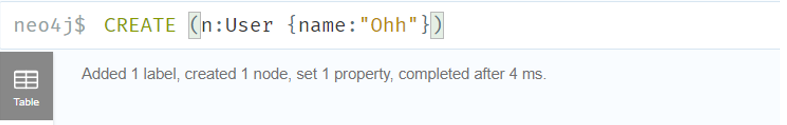 neo4j$ CREATE (n:User {name:"Ohh"})
Added 1 label, created 1 node, set 1 property, completed after 4 ms.
Table